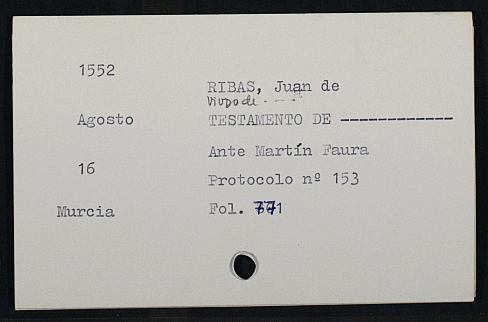 1552
RIBAS, Juan de
Viudo de . - .
Agosto
TESTAMENTO DE ------------
Ante Martín Faura
16
Protocolo nº 153
Murcia
Fol. 771